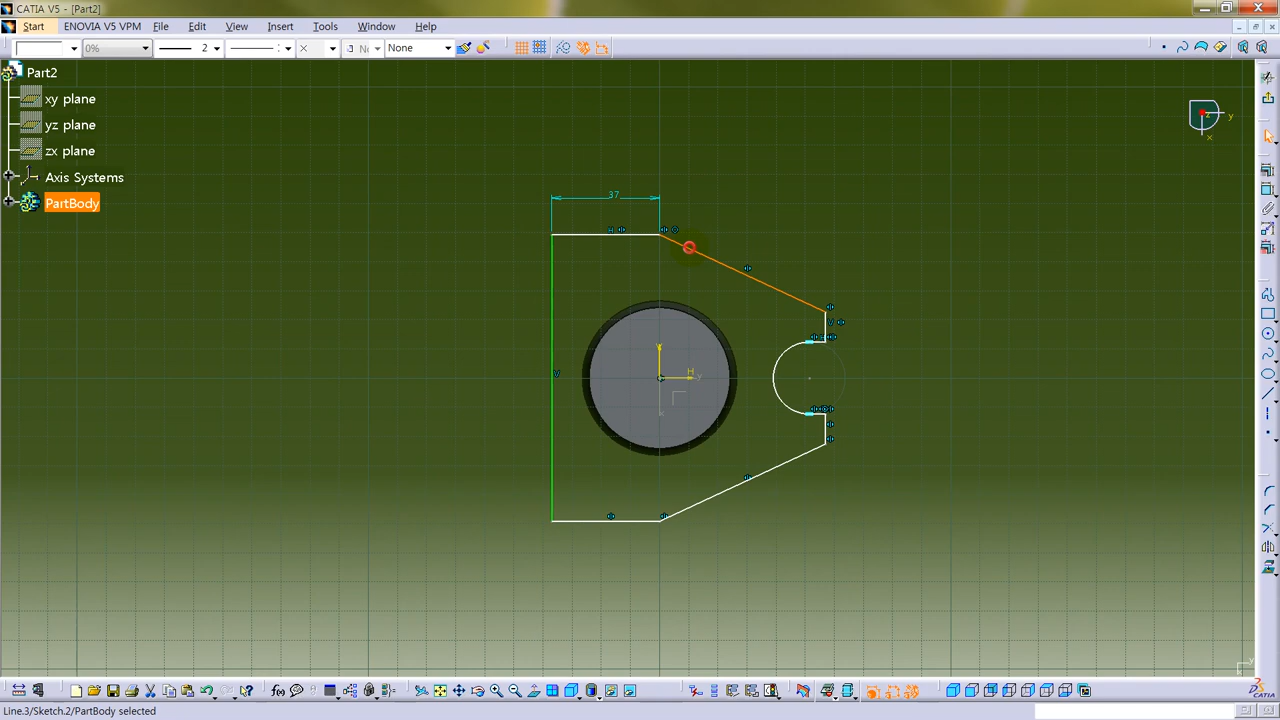 CATIA V5 - [Part2]
Start ENOVIA V5 VPM File Edit View Insert Tools Window Help
0% 2 None
Part2
xy plane
yz plane
zx plane
Axis Systems
PartBody
37
H
V
V
V
H
y
x
z
f(x)
Line.3/Sketch.2/PartBody selected